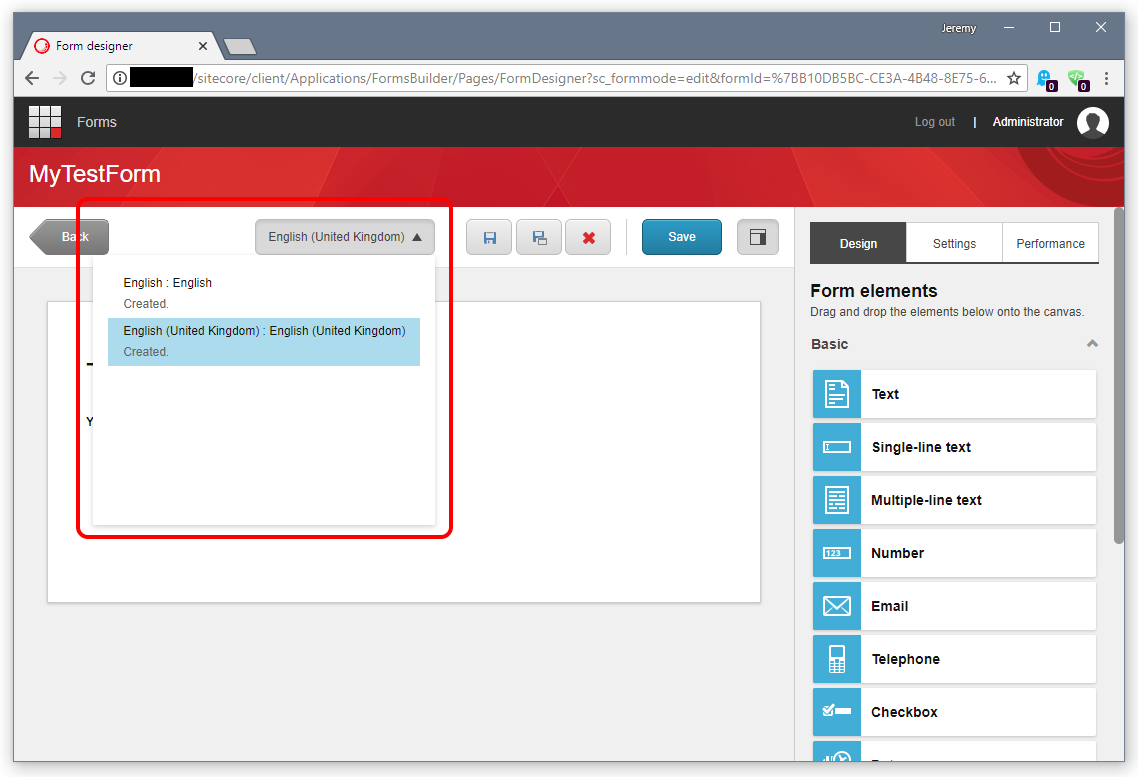 Jeremy
Form designer
/sitecore/client/Applications/FormsBuilder/Pages/FormDesigner?sc_formmode=edit&formId=%7BB10DB5BC-CE3A-4B48-8E75-6...
0
0
Forms
Log out | Administrator
MyTestForm
Back
English (United Kingdom)
Save
English : English
Created.
English (United Kingdom) : English (United Kingdom)
Created.
Y
Design
Settings
Performance
Form elements
Drag and drop the elements below onto the canvas.
Basic
Text
Single-line text
Multiple-line text
123
Number
Email
Telephone
Checkbox